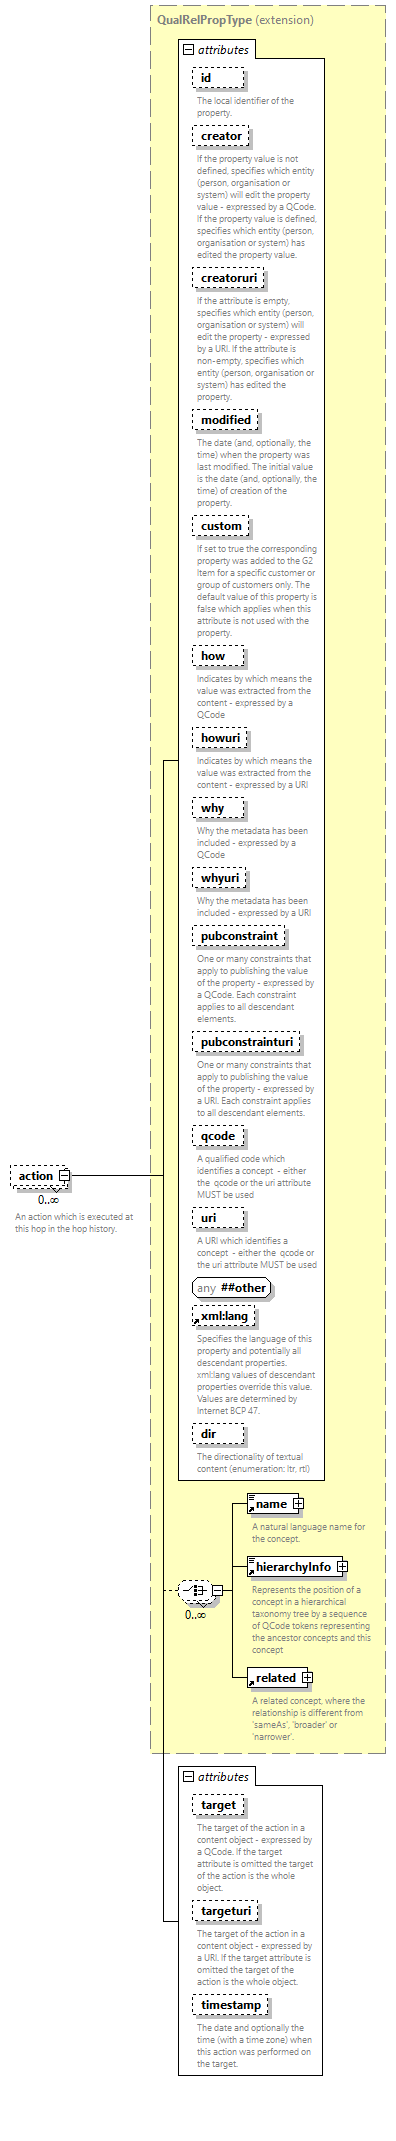 QualRelPropType (extension)
attributes
id
The local identifier of the
property.
creator
If the property value is not
defined, specifies which entity
(person, organisation or
system) will edit the property
value - expressed by a QCode.
If the property value is defined,
specifies which entity (person,
organisation or system) has
edited the property value.
creatoruri
If the attribute is empty,
specifies which entity (person,
organisation or system) will
edit the property - expressed
by a URI. If the attribute is
non-empty, specifies which
entity (person, organisation or
system) has edited the
property.
modified
The date (and, optionally, the
time) when the property was
last modified. The initial value
is the date (and, optionally, the
time) of creation of the
property.
custom
If set to true the corresponding
property was added to the G2
Item for a specific customer or
group of customers only. The
default value of this property is
false which applies when this
attribute is not used with the
property.
how
Indicates by which means the
value was extracted from the
content - expressed by a
QCode
howuri
Indicates by which means the
value was extracted from the
content - expressed by a URI
why
Why the metadata has been
included - expressed by a
QCode
whyuri
Why the metadata has been
included - expressed by a URI
pubconstraint
One or many constraints that
apply to publishing the value
of the property - expressed by
a QCode. Each constraint
applies to all descendant
elements.
pubconstrainturi
One or many constraints that
apply to publishing the value
of the property - expressed by
a URI. Each constraint applies
to all descendant elements.
qcode
A qualified code which
identifies a concept - either
the qcode or the uri attribute
MUST be used
uri
A URI which identifies a
concept - either the qcode or
the uri attribute MUST be used
any ##other
xml:lang
Specifies the language of this
property and potentially all
descendant properties.
xml:lang values of descendant
properties override this value.
Values are determined by
Internet BCP 47.
dir
The directionality of textual
content (enumeration: ltr, rtl)
action
0..∞
An action which is executed at
this hop in the hop history.
0..∞
name
A natural language name for
the concept.
hierarchyInfo
Represents the position of a
concept in a hierarchical
taxonomy tree by a sequence
of QCode tokens representing
the ancestor concepts and this
concept
related
A related concept, where the
relationship is different from
'sameAs', 'broader' or
'narrower'.
attributes
target
The target of the action in a
content object - expressed by
a QCode. If the target
attribute is omitted the target
of the action is the whole
object.
targeturi
The target of the action in a
content object - expressed by
a URI. If the target attribute is
omitted the target of the
action is the whole object.
timestamp
The date and optionally the
time (with a time zone) when
this action was performed on
the target.